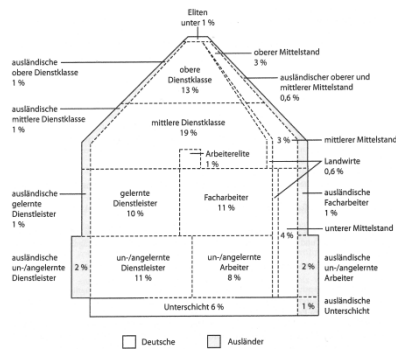 Eliten
unter 1 %
oberer Mittelstand
3 %
ausländische
obere Dienstklasse
1 %
obere
Dienstklasse
13 %
ausländischer oberer und
mittlerer Mittelstand
0,6 %
ausländische
mittlere Dienstklasse
1 %
mittlere Dienstklasse
19 %
3 %
mittlerer Mittelstand
Arbeiterelite
1 %
Landwirte
0,6 %
ausländische
gelernte
Dienstleister
1 %
gelernte
Dienstleister
10 %
Facharbeiter
11 %
ausländische
Facharbeiter
1 %
4 %
unterer Mittelstand
ausländische
un-/angelernte
Dienstleister
2 %
un-/angelernte
Dienstleister
11 %
un-/angelernte
Arbeiter
8 %
2 %
ausländische
un-/angelernte
Arbeiter
Unterschicht 6 %
1 %
ausländische
Unterschicht
Deutsche
Ausländer